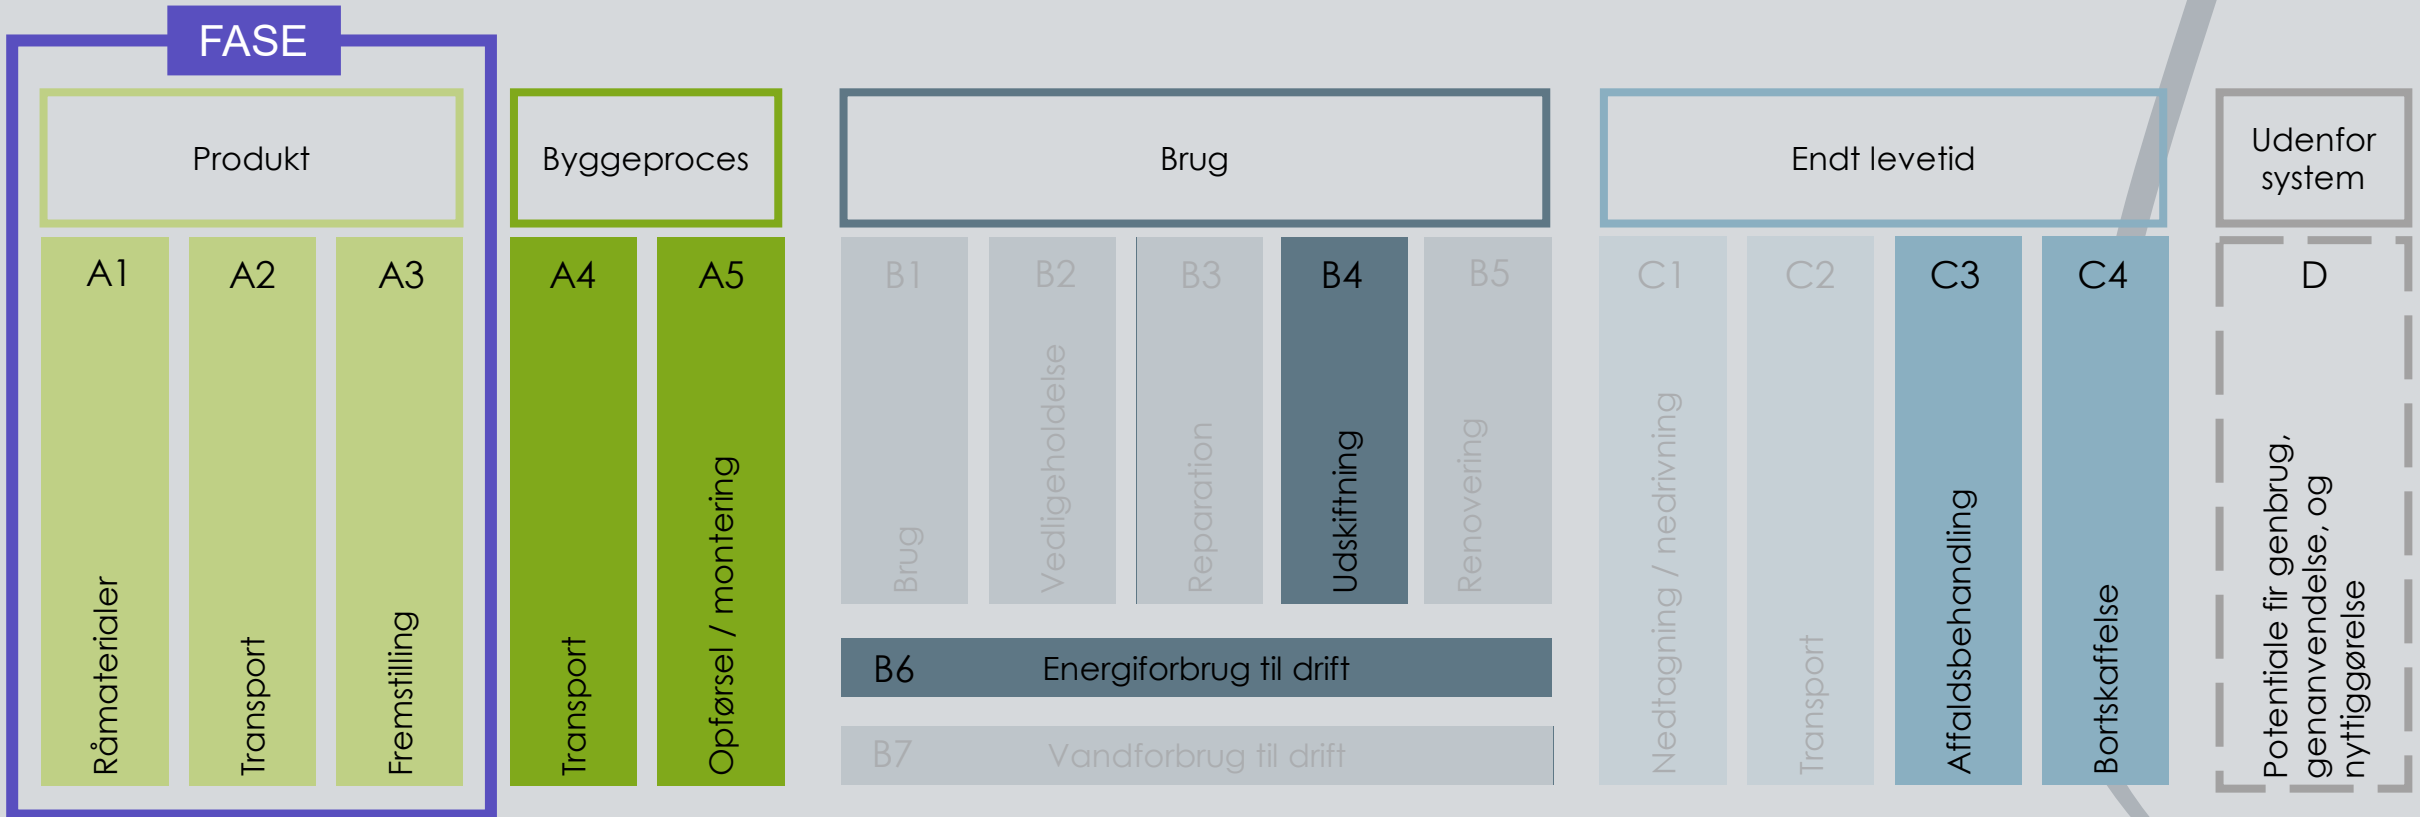 FASE
Produkt
Byggeproces
Brug
Endt levetid
Udenfor
system
A1
Råmaterialer
A2
Transport
A3
Fremstilling
A4
Transport
A5
Opførsel / montering
B1
Brug
B2
Vedligeholdelse
B3
Reparation
B4
Udskiftning
B5
Renovering
B6 Energiforbrug til drift
B7 Vandforbrug til drift
C1
Nedtagning / nedrivning
C2
Transport
C3
Affaldsbehandling
C4
Bortskaffelse
D
Potentiale fir genbrug,
genanvendelse, og
nyttiggørelse